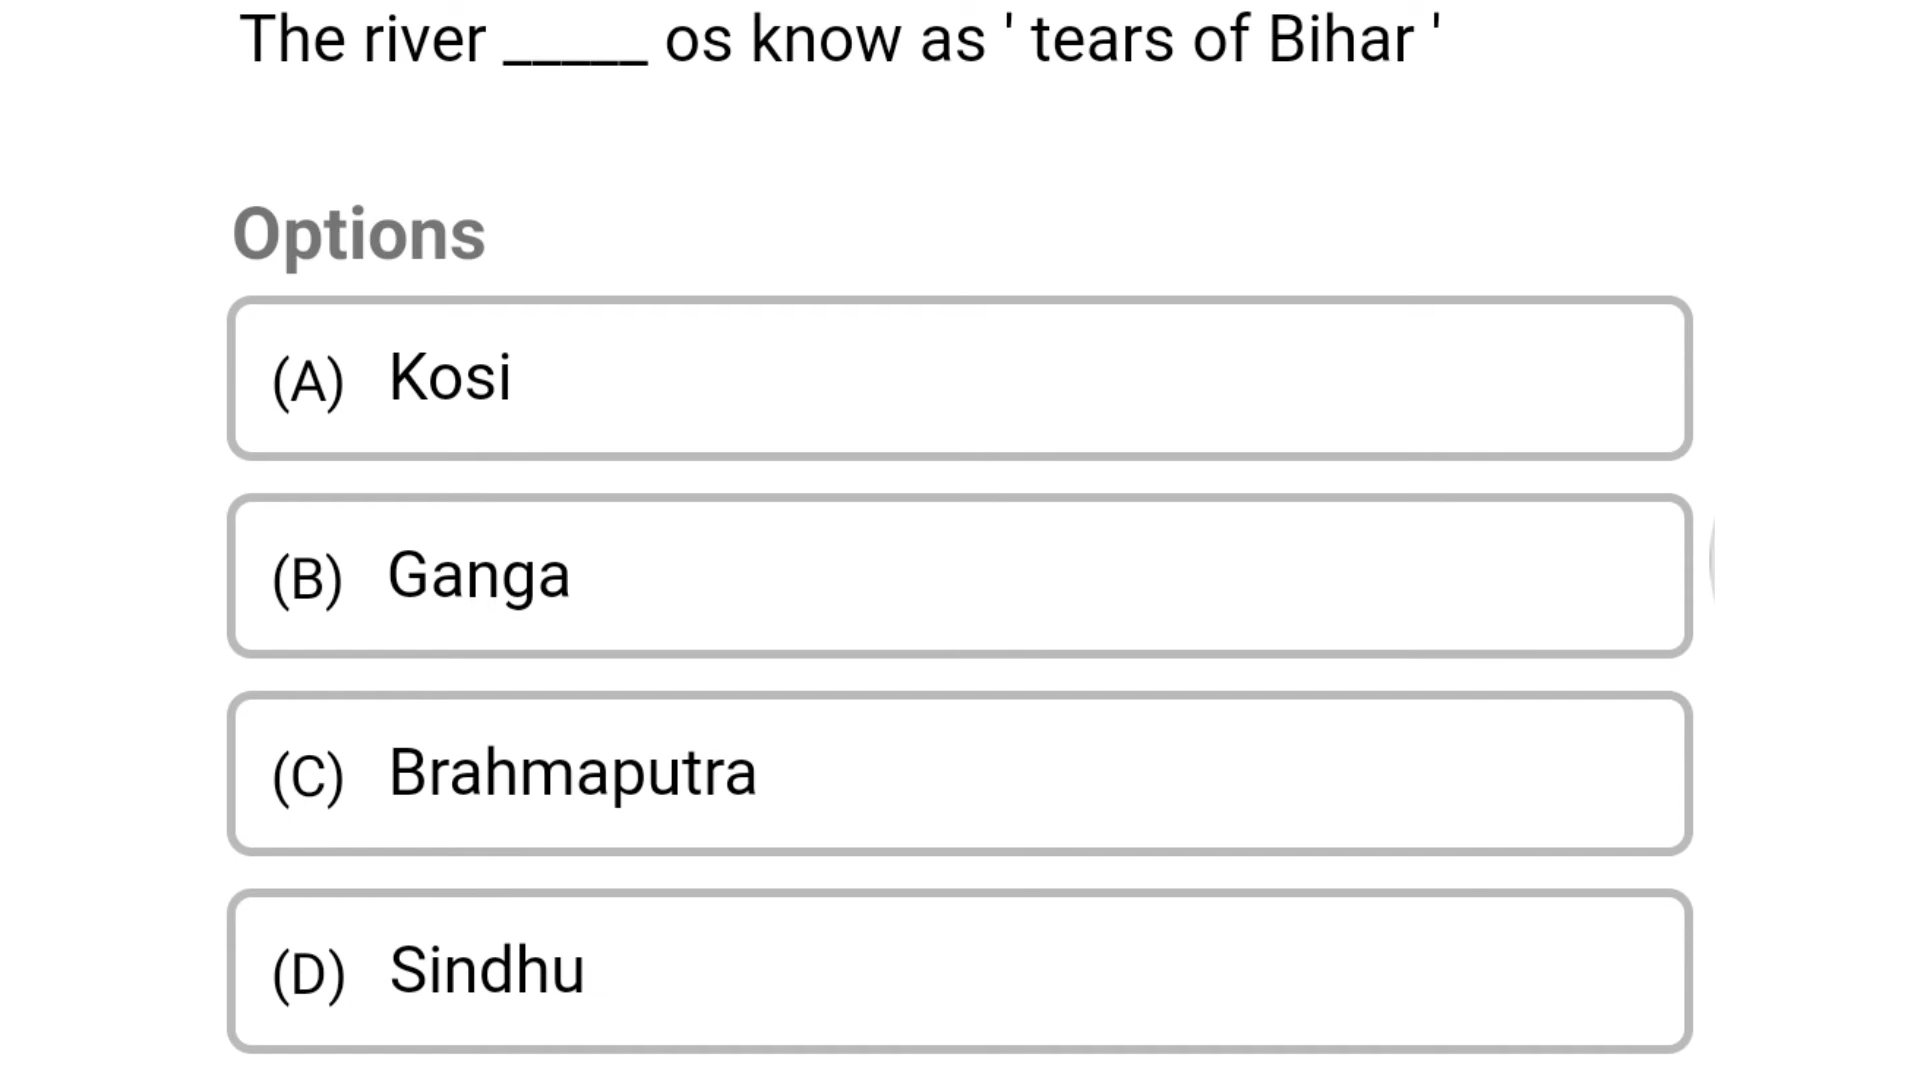 The river _____ os know as ' tears of Bihar '
Options
(A) Kosi
(B) Ganga
(C) Brahmaputra
(D) Sindhu